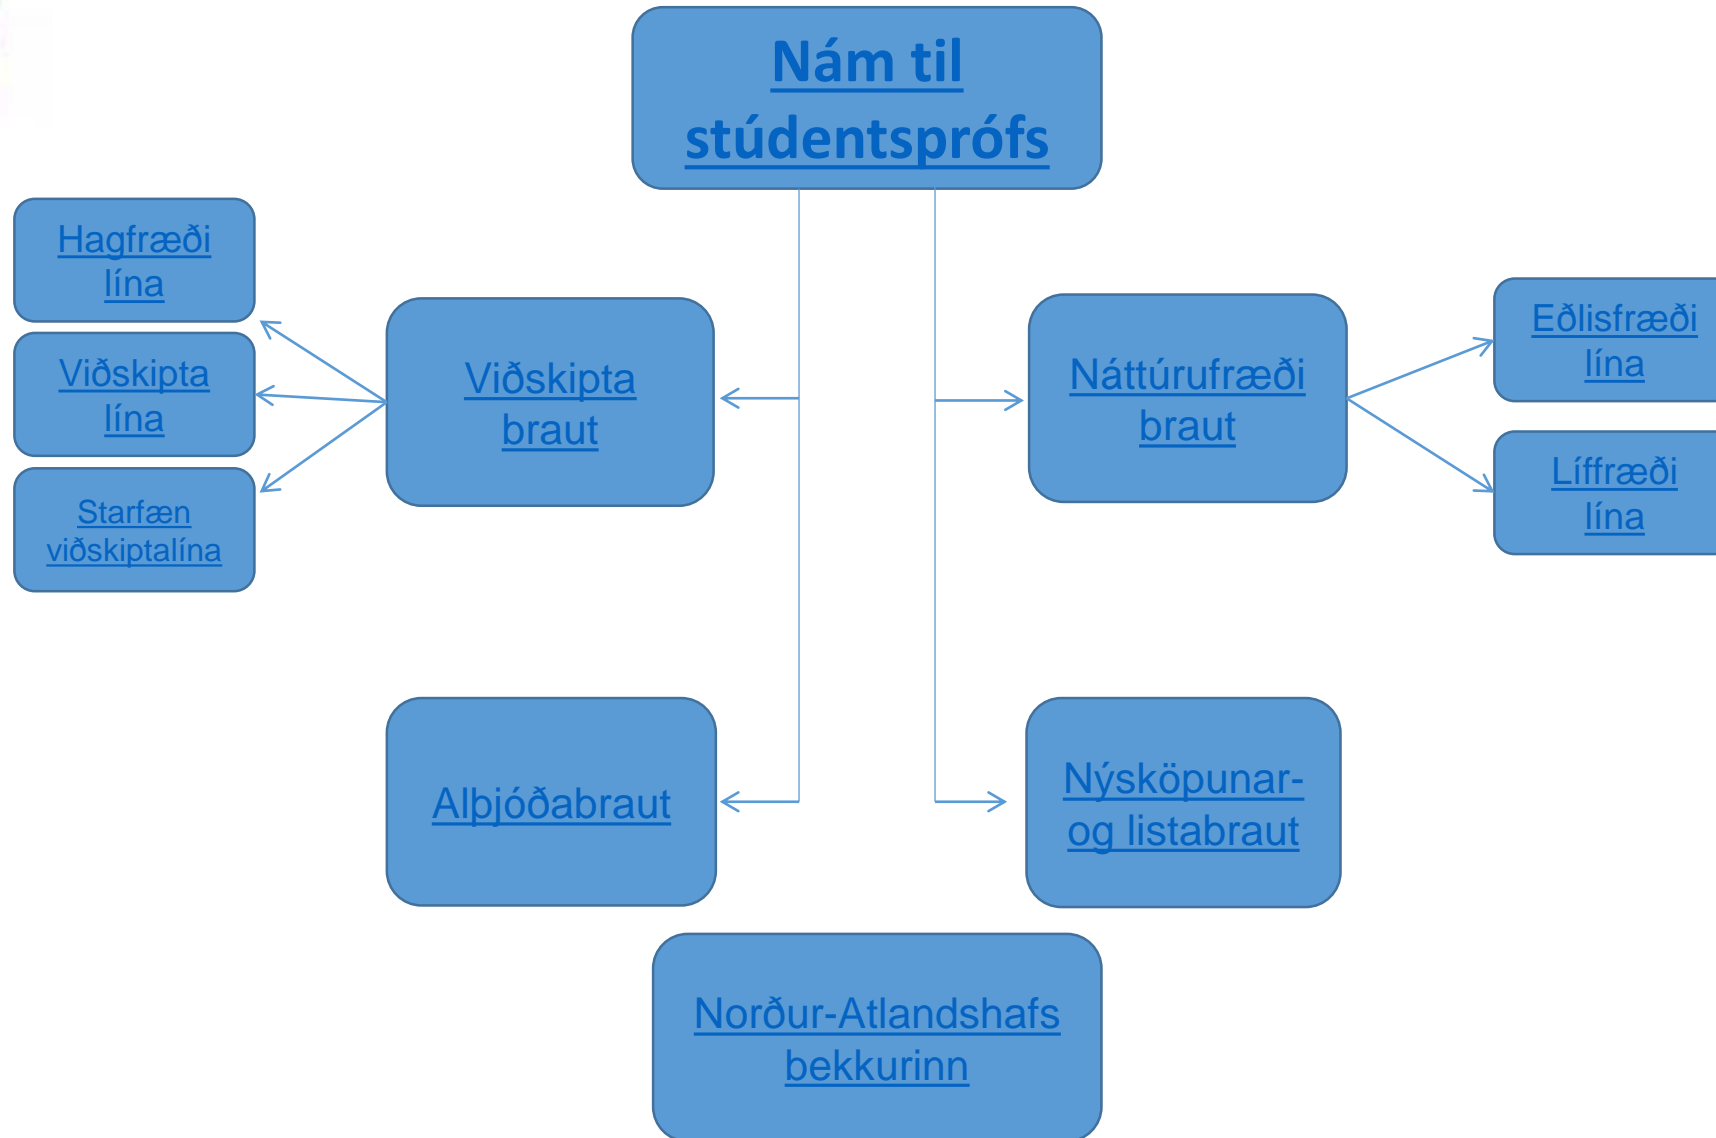 Nám til
stúdentsprófs
Hagfræði
lína
Viðskipta
lína
Starfæn
viðskiptalína
Viðskipta
braut
Náttúrufræði
braut
Eðlisfræði
lína
Líffræði
lína
Alþjóðabraut
Nýsköpunar-
og listabraut
Norður-Atlandshafs
bekkurinn